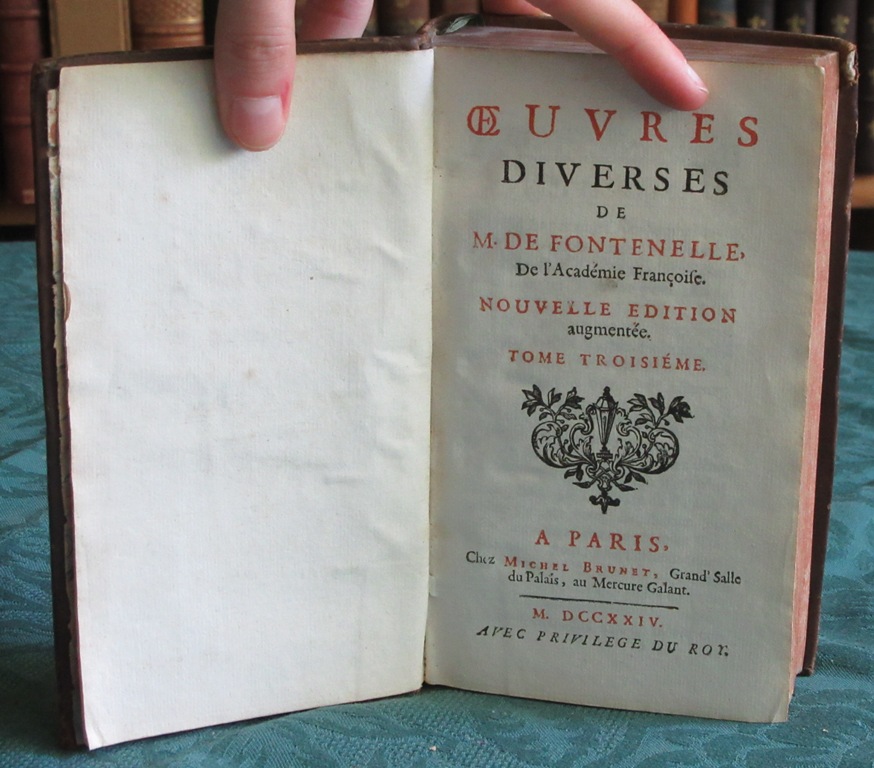 ŒUVRES
DIVERSES
DE
M. DE FONTENELLE,
De l'Académie Françoiſe.
NOUVELLE EDITION
augmentée.
TOME TROISIÉME.
A PARIS,
Chez MICHEL BRUNET, Grand' Salle
du Palais, au Mercure Galant.
M. DCCXXIV.
AVEC PRIVILEGE DU ROY.